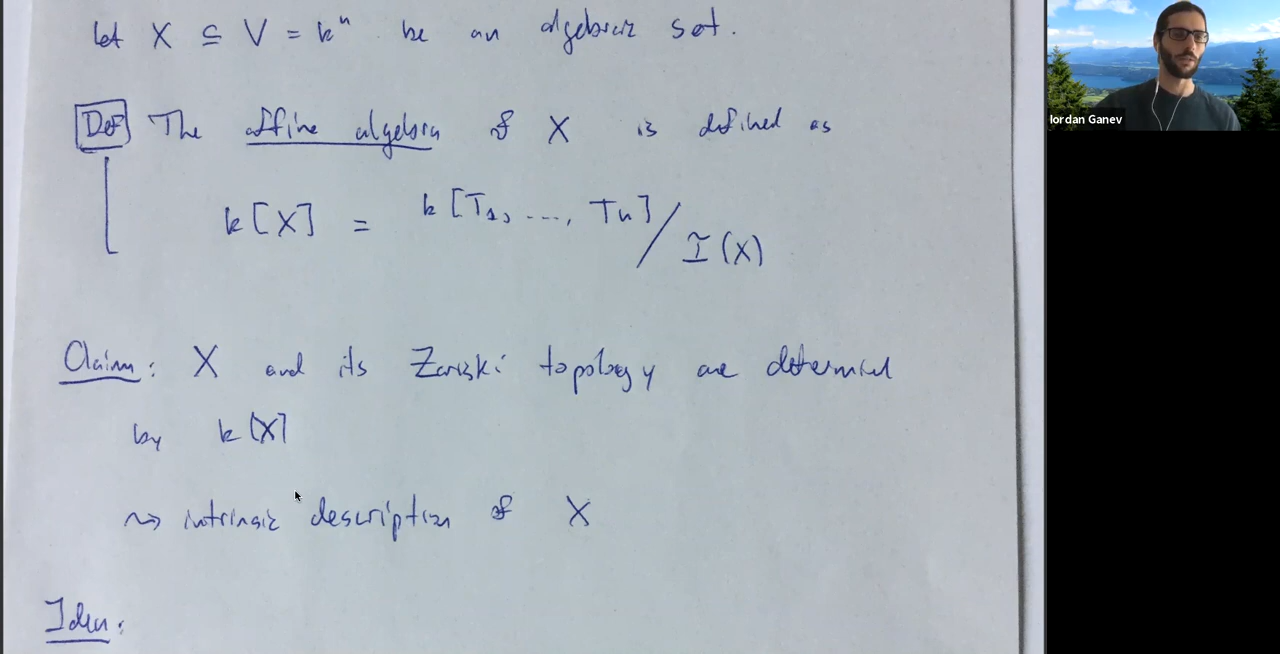 let X ⊆ V = kⁿ be an algebraic set.
Def The affine algebra of X is defined as
k[X] = k[T₁, ..., Tₙ] / I(X)
Claim: X and its Zariski topology are determined
by k[X]
⇝ intrinsic description of X
Idea:
Iordan Ganev